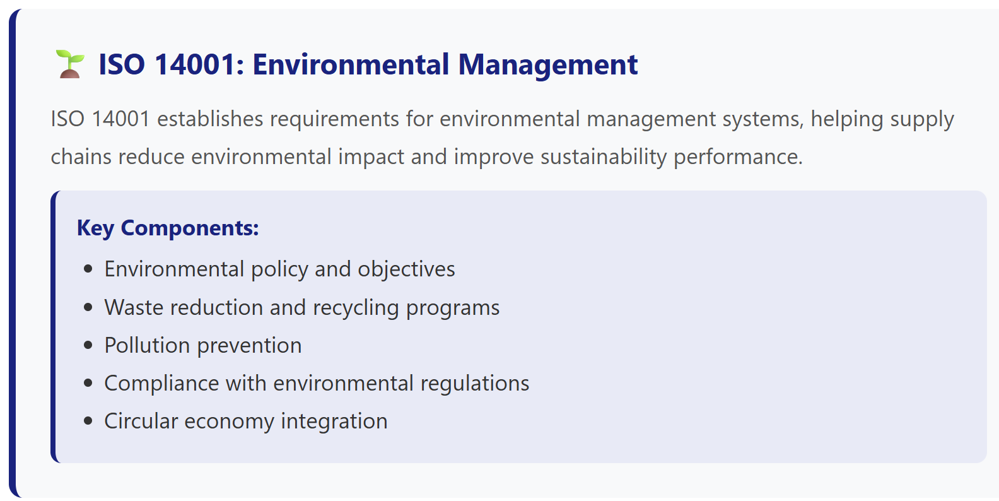 ISO 14001: Environmental Management
ISO 14001 establishes requirements for environmental management systems, helping supply
chains reduce environmental impact and improve sustainability performance.
Key Components:
• Environmental policy and objectives
• Waste reduction and recycling programs
• Pollution prevention
• Compliance with environmental regulations
• Circular economy integration